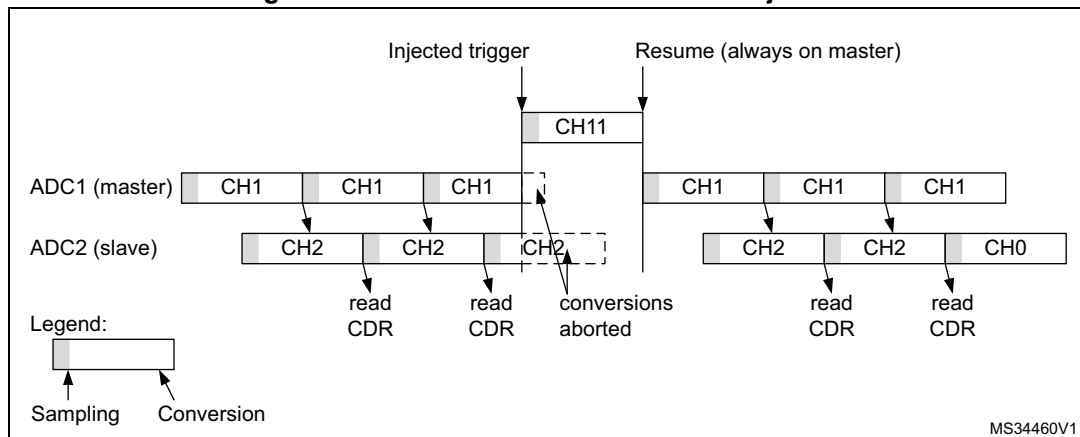 Injected trigger
Resume (always on master)
CH11
ADC1 (master)
CH1
CH1
CH1
CH1
CH1
CH1
ADC2 (slave)
CH2
CH2
CH2
CH2
CH2
CH0
read
CDR
read
CDR
conversions
aborted
read
CDR
read
CDR
Legend:
Sampling
Conversion
MS34460V1